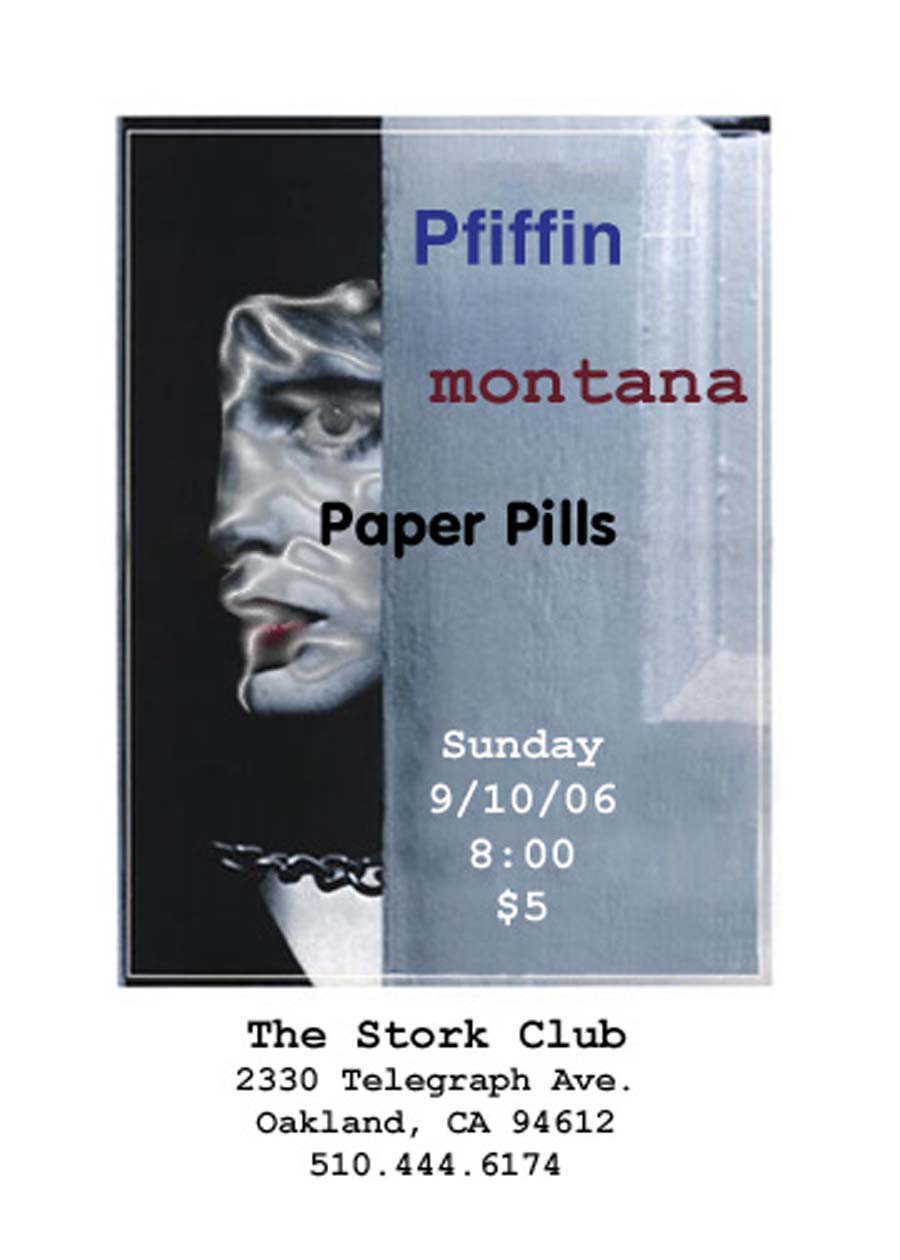 Pfiffin
montana
Paper Pills
Sunday
9/10/06
8:00
$5
The Stork Club
2330 Telegraph Ave.
Oakland, CA 94612
510.444.6174